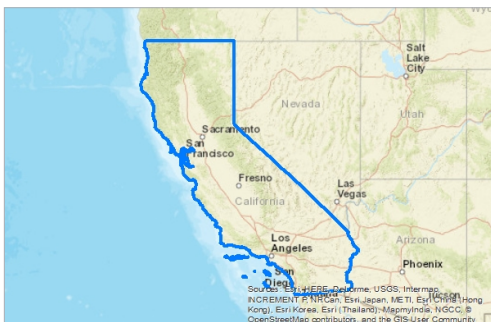 Wyo
Salt
Lake
City
Nevada
Utah
Sacramento
San
Francisco
Fresno
Las
Vegas
California
Los
Angeles
Arizona
Phoenix
San
Diego
Tucson
Sources: Esri, HERE, DeLorme, USGS, Intermap,
INCREMENT P, NRCan, Esri Japan, METI, Esri China (Hong
Kong), Esri Korea, Esri (Thailand), MapmyIndia, NGCC, ©
OpenStreetMap contributors, and the GIS User Community